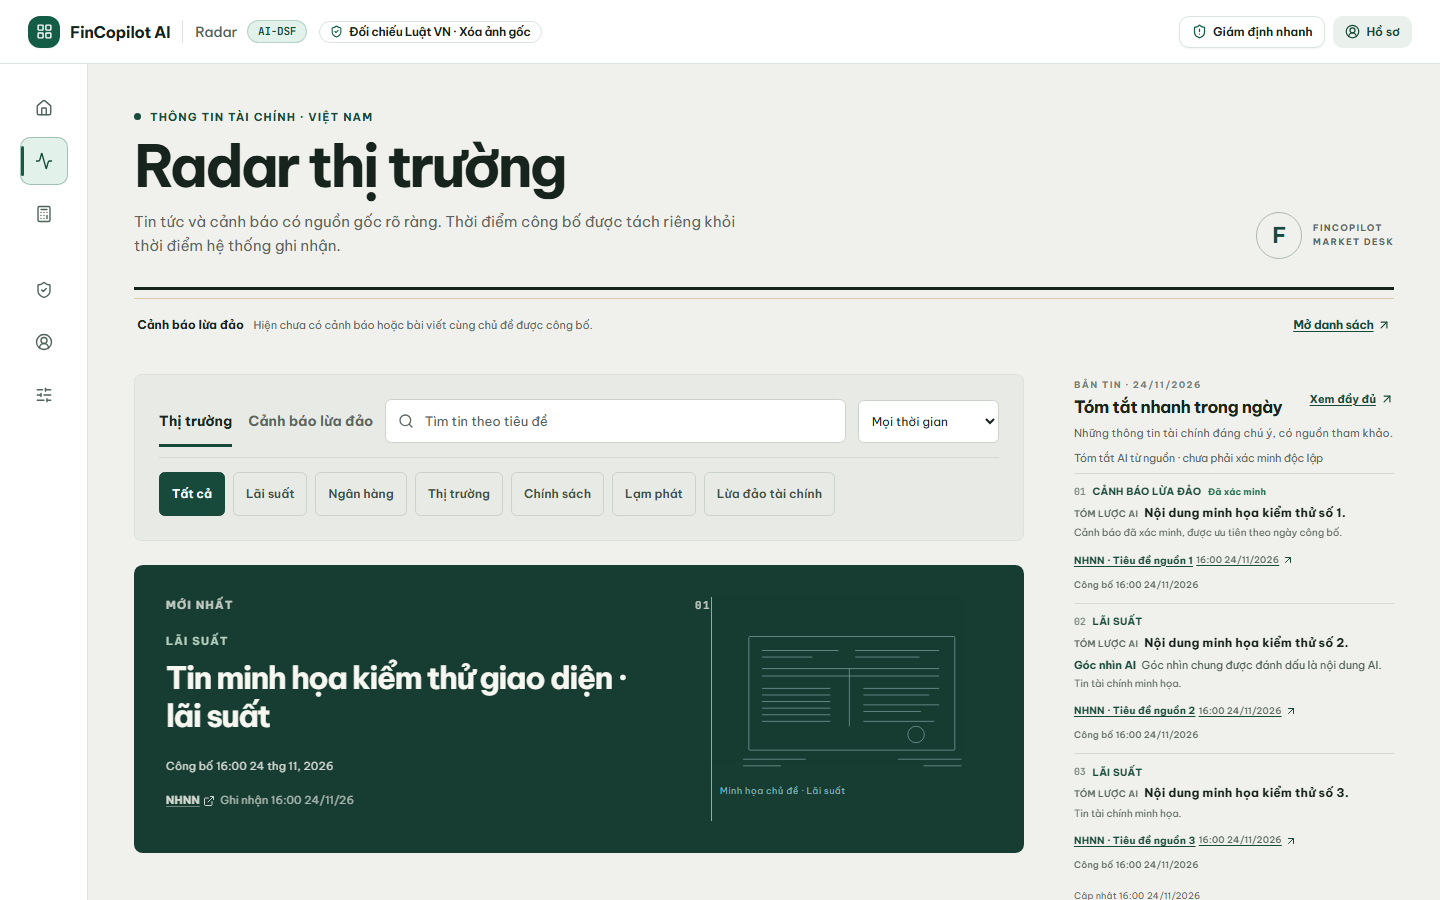 FinCopilot AI
Radar
AI-DSF
Đối chiếu Luật VN · Xóa ảnh gốc
Giám định nhanh
Hồ sơ
THÔNG TIN TÀI CHÍNH · VIỆT NAM
Radar thị trường
Tin tức và cảnh báo có nguồn gốc rõ ràng. Thời điểm công bố được tách riêng khỏi
thời điểm hệ thống ghi nhận.
F
FINCOPILOT
MARKET DESK
Cảnh báo lừa đảo Hiện chưa có cảnh báo hoặc bài viết cùng chủ đề được công bố.
Mở danh sách
Thị trường
Cảnh báo lừa đảo
Tìm tin theo tiêu đề
Mọi thời gian
Tất cả
Lãi suất
Ngân hàng
Thị trường
Chính sách
Lạm phát
Lừa đảo tài chính
MỚI NHẤT
01
LÃI SUẤT
Tin minh họa kiểm thử giao diện ·
lãi suất
Công bố 16:00 24 thg 11, 2026
NHNN Ghi nhận 16:00 24/11/26
Minh họa chủ đề · Lãi suất
BẢN TIN · 24/11/2026
Tóm tắt nhanh trong ngày
Xem đầy đủ
Những thông tin tài chính đáng chú ý, có nguồn tham khảo.
Tóm tắt AI từ nguồn · chưa phải xác minh độc lập
01 CẢNH BÁO LỪA ĐẢO Đã xác minh
TÓM LƯỢC AI Nội dung minh họa kiểm thử số 1.
Cảnh báo đã xác minh, được ưu tiên theo ngày công bố.
NHNN · Tiêu đề nguồn 1 16:00 24/11/2026
Công bố 16:00 24/11/2026
02 LÃI SUẤT
TÓM LƯỢC AI Nội dung minh họa kiểm thử số 2.
Góc nhìn AI Góc nhìn chung được đánh dấu là nội dung AI.
Tin tài chính minh họa.
NHNN · Tiêu đề nguồn 2 16:00 24/11/2026
Công bố 16:00 24/11/2026
03 LÃI SUẤT
TÓM LƯỢC AI Nội dung minh họa kiểm thử số 3.
Tin tài chính minh họa.
NHNN · Tiêu đề nguồn 3 16:00 24/11/2026
Công bố 16:00 24/11/2026
Cập nhật 16:00 24/11/2026